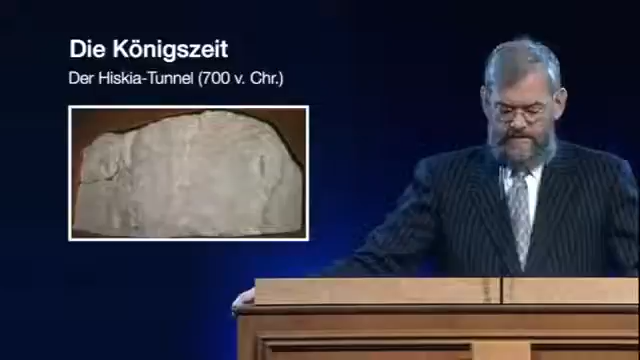 Die Königszeit
Der Hiskia-Tunnel (700 v. Chr.)